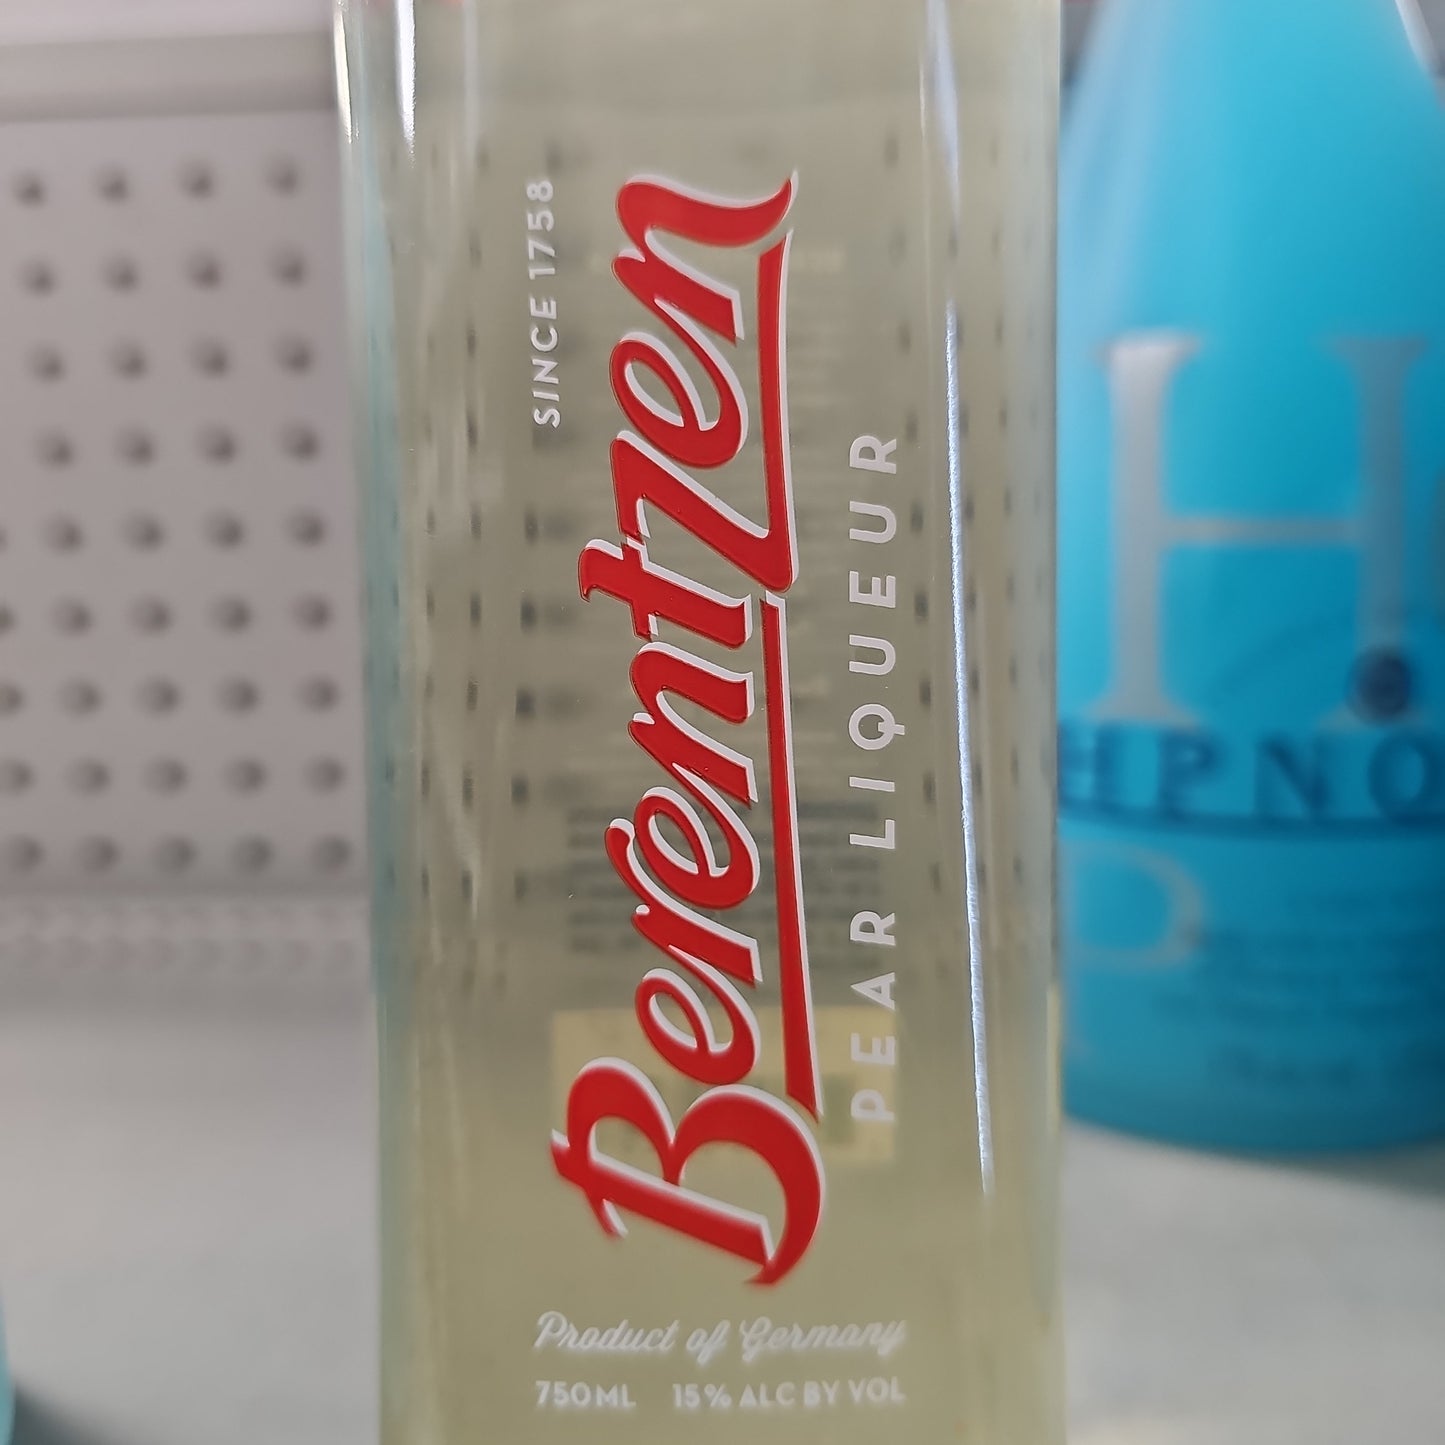 SINCE 1758
Berentzen
PEAR LIQUEUR
Product of Germany
750ML 15% ALC BY VOL
H
HPNO